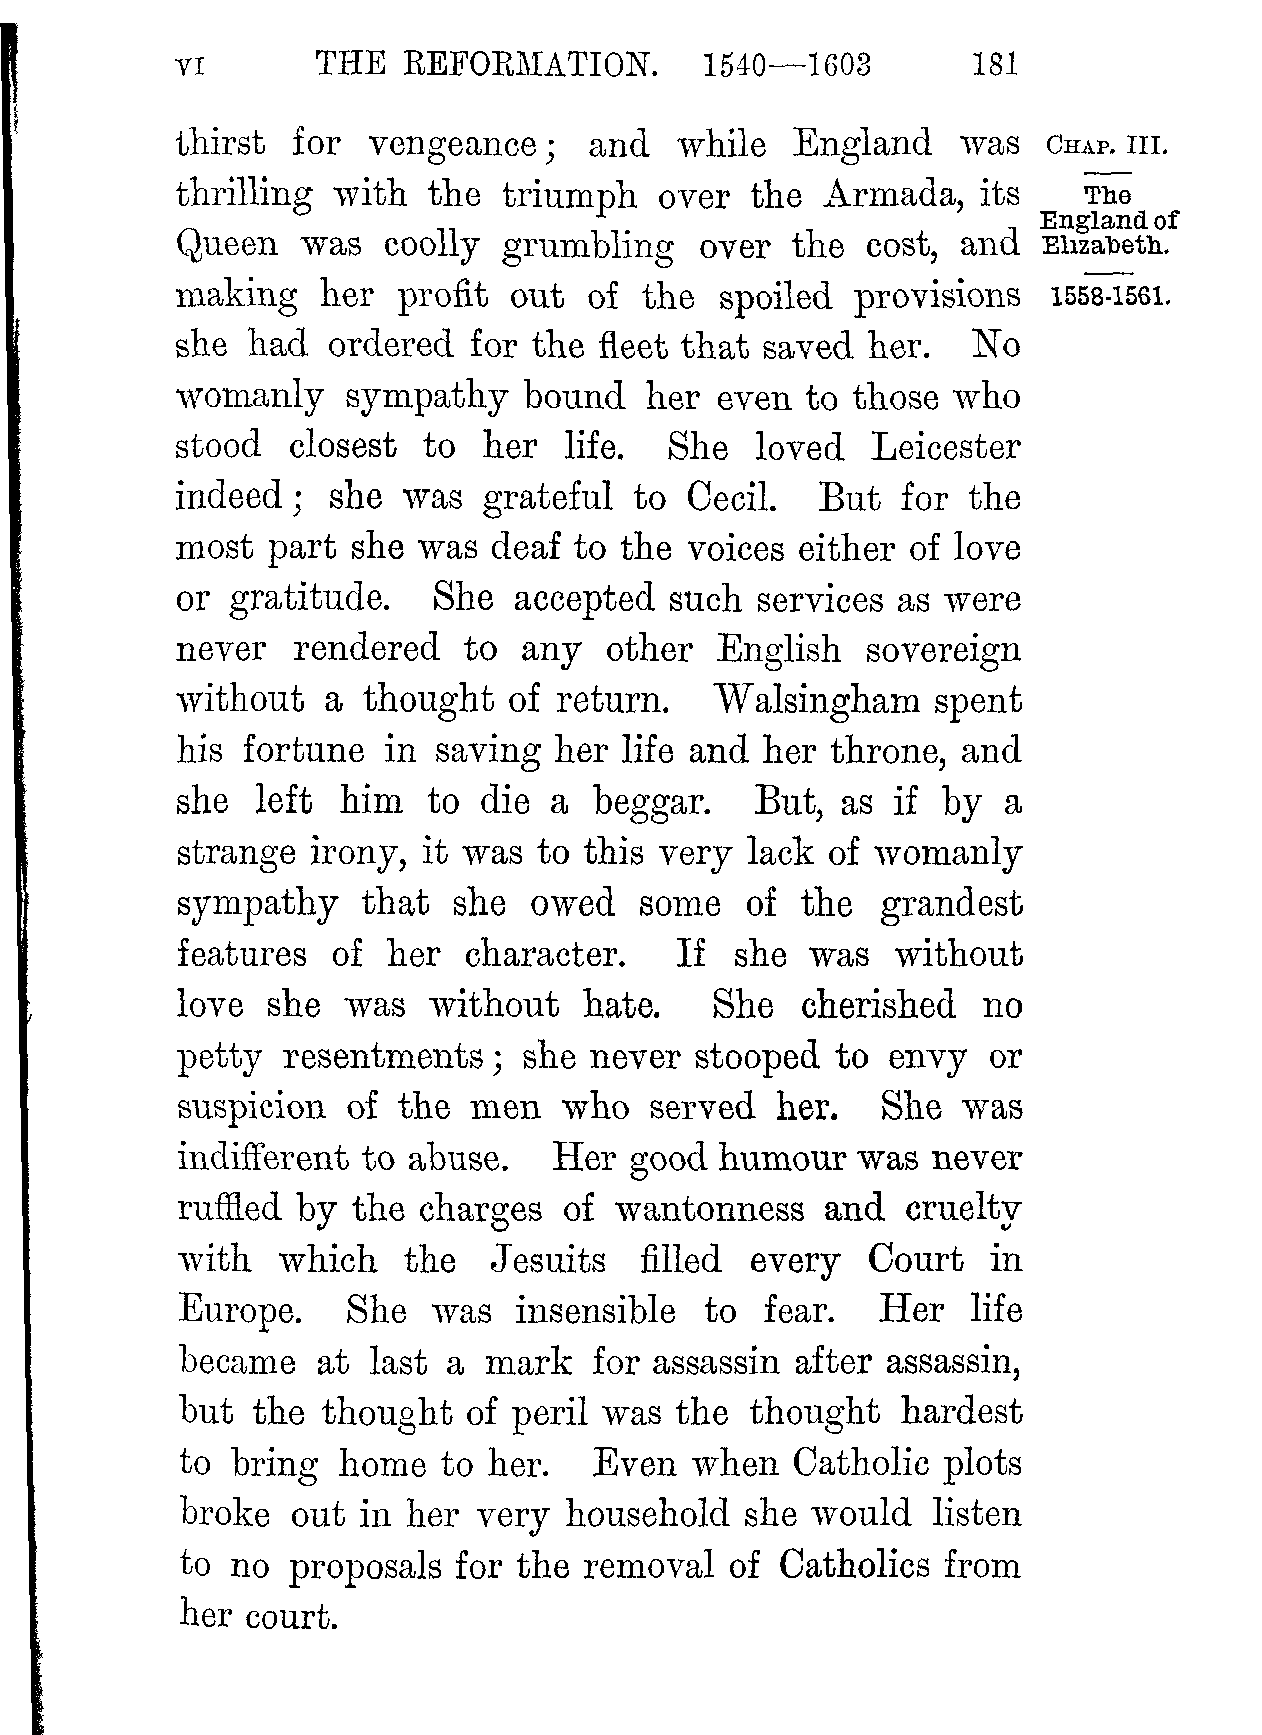 VI THE REFORMATION. 1540—1603 181
thirst for vengeance; and while England was
thrilling with the triumph over the Armada, its
Queen was coolly grumbling over the cost, and
making her profit out of the spoiled provisions
she had ordered for the fleet that saved her. No
womanly sympathy bound her even to those who
stood closest to her life. She loved Leicester
indeed; she was grateful to Cecil. But for the
most part she was deaf to the voices either of love
or gratitude. She accepted such services as were
never rendered to any other English sovereign
without a thought of return. Walsingham spent
his fortune in saving her life and her throne, and
she left him to die a beggar. But, as if by a
strange irony, it was to this very lack of womanly
sympathy that she owed some of the grandest
features of her character. If she was without
love she was without hate. She cherished no
petty resentments; she never stooped to envy or
suspicion of the men who served her. She was
indifferent to abuse. Her good humour was never
ruffled by the charges of wantonness and cruelty
with which the Jesuits filled every Court in
Europe. She was insensible to fear. Her life
became at last a mark for assassin after assassin,
but the thought of peril was the thought hardest
to bring home to her. Even when Catholic plots
broke out in her very household she would listen
to no proposals for the removal of Catholics from
her court.
CHAP. III.
The
England of
Elizabeth.
1558-1561.